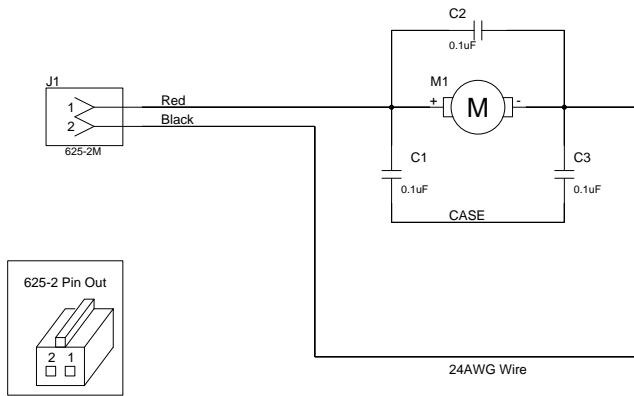 C2
0.1uF
J1
M1
1
Red
+
M
-
2
Black
625-2M
C1
C3
0.1uF
0.1uF
CASE
625-2 Pin Out
2 1
24AWG Wire